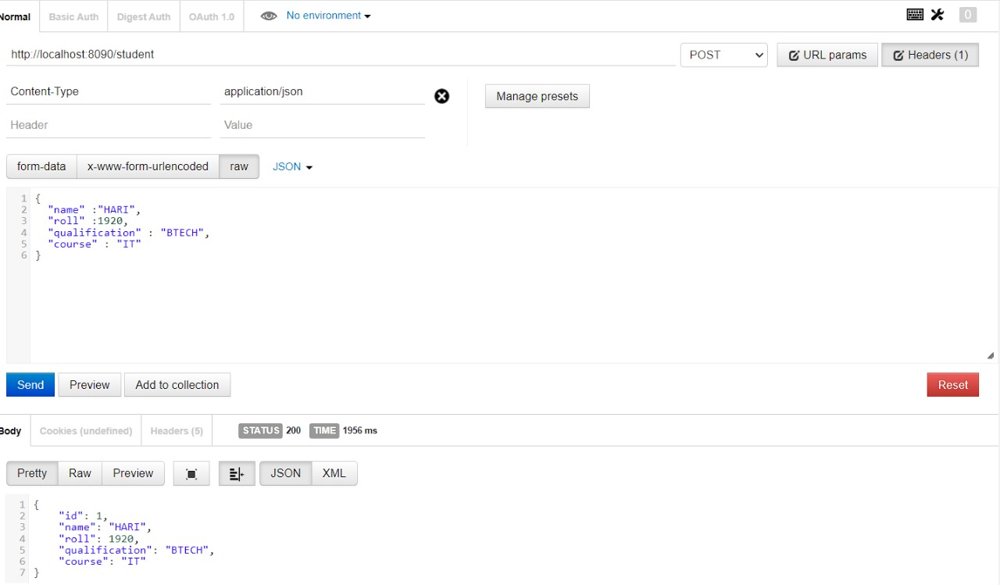 Normal Basic Auth Digest Auth OAuth 1.0 No environment 0
http://localhost:8090/student POST URL params Headers (1)
Content-Type application/json Manage presets
Header Value
form-data x-www-form-urlencoded raw JSON
1 {
2 "name" :"HARI",
3 "roll" :1920,
4 "qualification" : "BTECH",
5 "course" : "IT"
6 }
Send Preview Add to collection Reset
Body Cookies (undefined) Headers (5) STATUS 200 TIME 1956 ms
Pretty Raw Preview JSON XML
1 {
2 "id": 1,
3 "name": "HARI",
4 "roll": 1920,
5 "qualification": "BTECH",
6 "course": "IT"
7 }